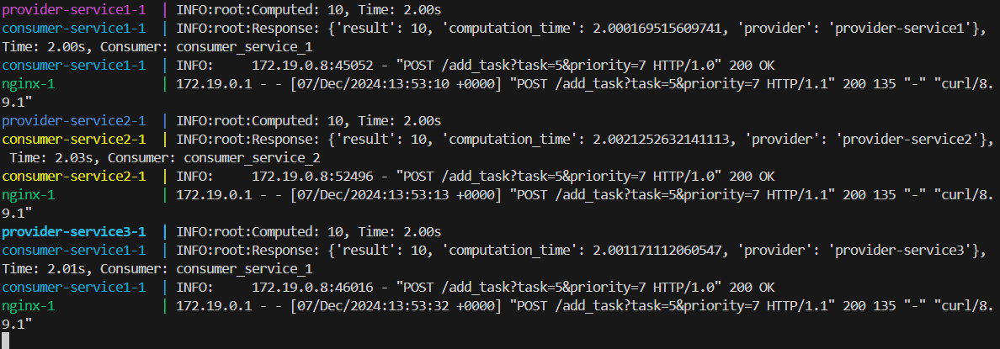 provider-service1-1  | INFO:root:Computed: 10, Time: 2.00s
consumer-service1-1  | INFO:root:Response: {'result': 10, 'computation_time': 2.000169515609741, 'provider': 'provider-service1'},
Time: 2.00s, Consumer: consumer_service_1
consumer-service1-1  | INFO:     172.19.0.8:45052 - "POST /add_task?task=5&priority=7 HTTP/1.0" 200 OK
nginx-1              | 172.19.0.1 - - [07/Dec/2024:13:53:10 +0000] "POST /add_task?task=5&priority=7 HTTP/1.1" 200 135 "-" "curl/8.
9.1"
provider-service2-1  | INFO:root:Computed: 10, Time: 2.00s
consumer-service2-1  | INFO:root:Response: {'result': 10, 'computation_time': 2.0021252632141113, 'provider': 'provider-service2'},
 Time: 2.03s, Consumer: consumer_service_2
consumer-service2-1  | INFO:     172.19.0.8:52496 - "POST /add_task?task=5&priority=7 HTTP/1.0" 200 OK
nginx-1              | 172.19.0.1 - - [07/Dec/2024:13:53:13 +0000] "POST /add_task?task=5&priority=7 HTTP/1.1" 200 135 "-" "curl/8.
9.1"
provider-service3-1  | INFO:root:Computed: 10, Time: 2.00s
consumer-service1-1  | INFO:root:Response: {'result': 10, 'computation_time': 2.001171112060547, 'provider': 'provider-service3'},
Time: 2.01s, Consumer: consumer_service_1
consumer-service1-1  | INFO:     172.19.0.8:46016 - "POST /add_task?task=5&priority=7 HTTP/1.0" 200 OK
nginx-1              | 172.19.0.1 - - [07/Dec/2024:13:53:32 +0000] "POST /add_task?task=5&priority=7 HTTP/1.1" 200 135 "-" "curl/8.
9.1"